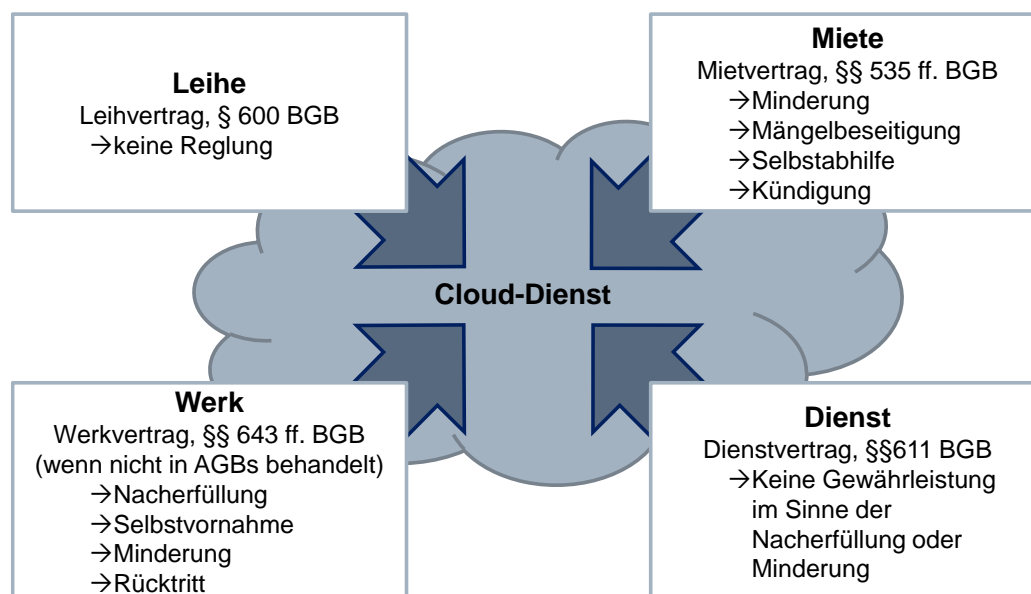 Leihe
Leihvertrag, § 600 BGB
→keine Reglung
Miete
Mietvertrag, §§ 535 ff. BGB
→Minderung
→Mängelbeseitigung
→Selbstabhilfe
→Kündigung
Cloud-Dienst
Werk
Werkvertrag, §§ 643 ff. BGB
(wenn nicht in AGBs behandelt)
→Nacherfüllung
→Selbstvornahme
→Minderung
→Rücktritt
Dienst
Dienstvertrag, §§611 BGB
→Keine Gewährleistung
im Sinne der
Nacherfüllung oder
Minderung